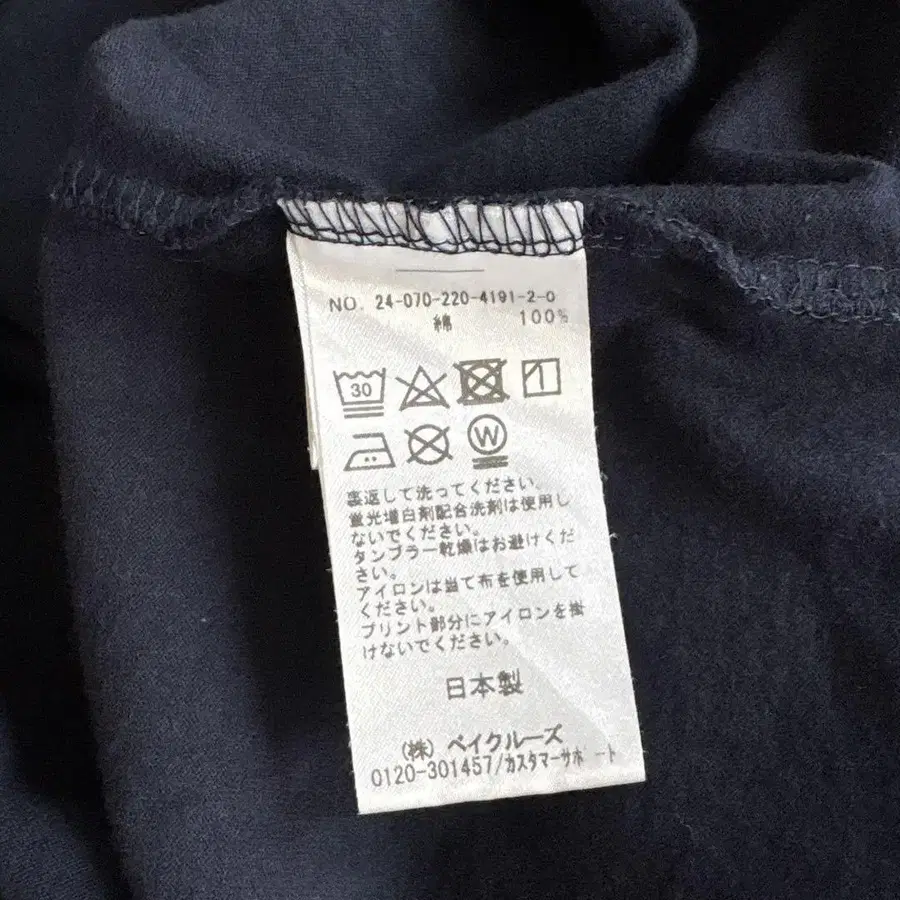 NO. 24-070-220-4191-2-0
綿 100%
30
W
裏返して洗ってください。
蛍光増白剤配合洗剤は使用し
ないでください。
タンブラー乾燥はお避けくだ
さい。
アイロンは当て布を使用して
ください。
プリント部分にアイロンを掛
けないでください。
日本製
(株) ベイクルーズ
0120-301457/カスタマーサポート